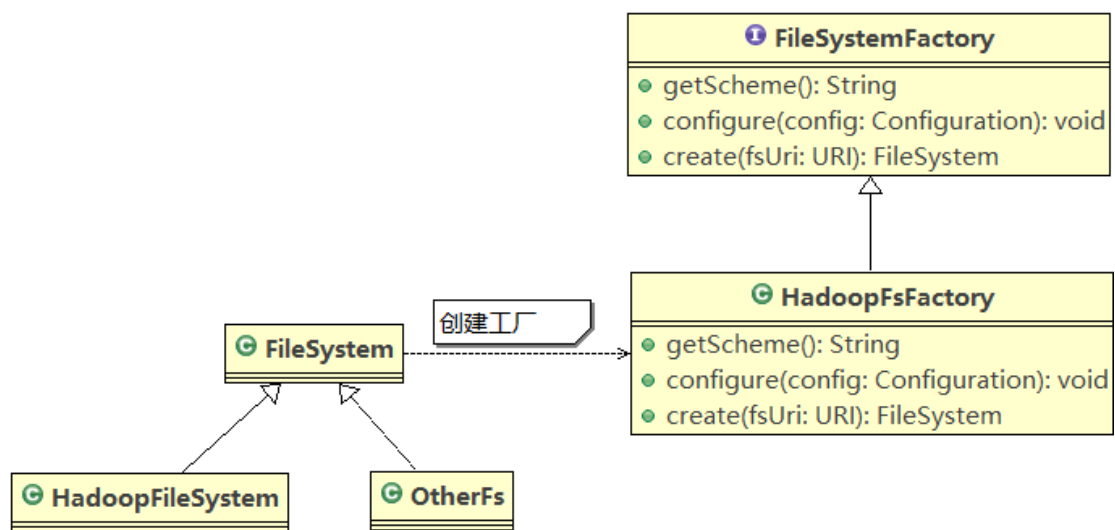 FileSystemFactory
getScheme(): String
configure(config: Configuration): void
create(fsUri: URI): FileSystem
HadoopFsFactory
getScheme(): String
configure(config: Configuration): void
create(fsUri: URI): FileSystem
创建工厂
FileSystem
HadoopFileSystem
OtherFs